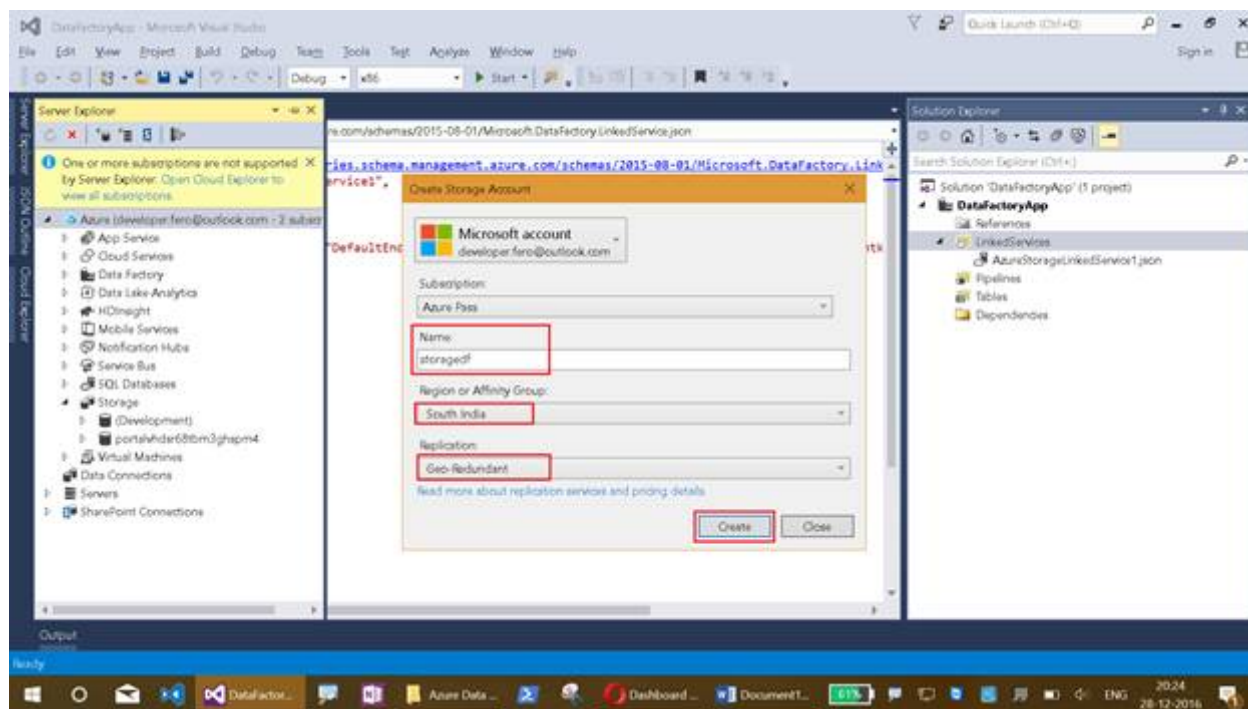 DataFactoryApp - Microsoft Visual Studio
Quick Launch (Ctrl+Q)
File Edit View Project Build Debug Team Tools Test Analyze Window Help
Sign in
Debug x86 Start
Server Explorer
JSON Outline
Cloud Explorer
Server Explorer
One or more subscriptions are not supported
by Server Explorer. Open Cloud Explorer to
view all subscriptions.
Azure (developer.fero@outlook.com - 2 subscr
App Service
Cloud Services
Data Factory
Data Lake Analytics
HDInsight
Mobile Services
Notification Hubs
Service Bus
SQL Databases
Storage
(Development)
Virtual Machines
Data Connections
Servers
SharePoint Connections
re.com/schemas/2015-08-01/Microsoft.DataFactory.LinkedService.json
ries.schema.management.azure.com/schemas/2015-08-01/Microsoft.DataFactory.Link
ervice1",
"DefaultEnd
Create Storage Account
Microsoft account
developer.fero@outlook.com
Subscription:
Azure Pass
Name
storagedf
Region or Affinity Group:
South India
Replication
Geo-Redundant
Read more about replication services and pricing details
Create Close
Solution Explorer
Search Solution Explorer (Ctrl+;)
Solution 'DataFactoryApp' (1 project)
DataFactoryApp
References
LinkedServices
AzureStorageLinkedService1.json
Pipelines
Tables
Dependencies
Output
Ready
DataFactor...
Azure Data ...
Dashboard ...
Document1...
61%
ENG
20:24
28-12-2016